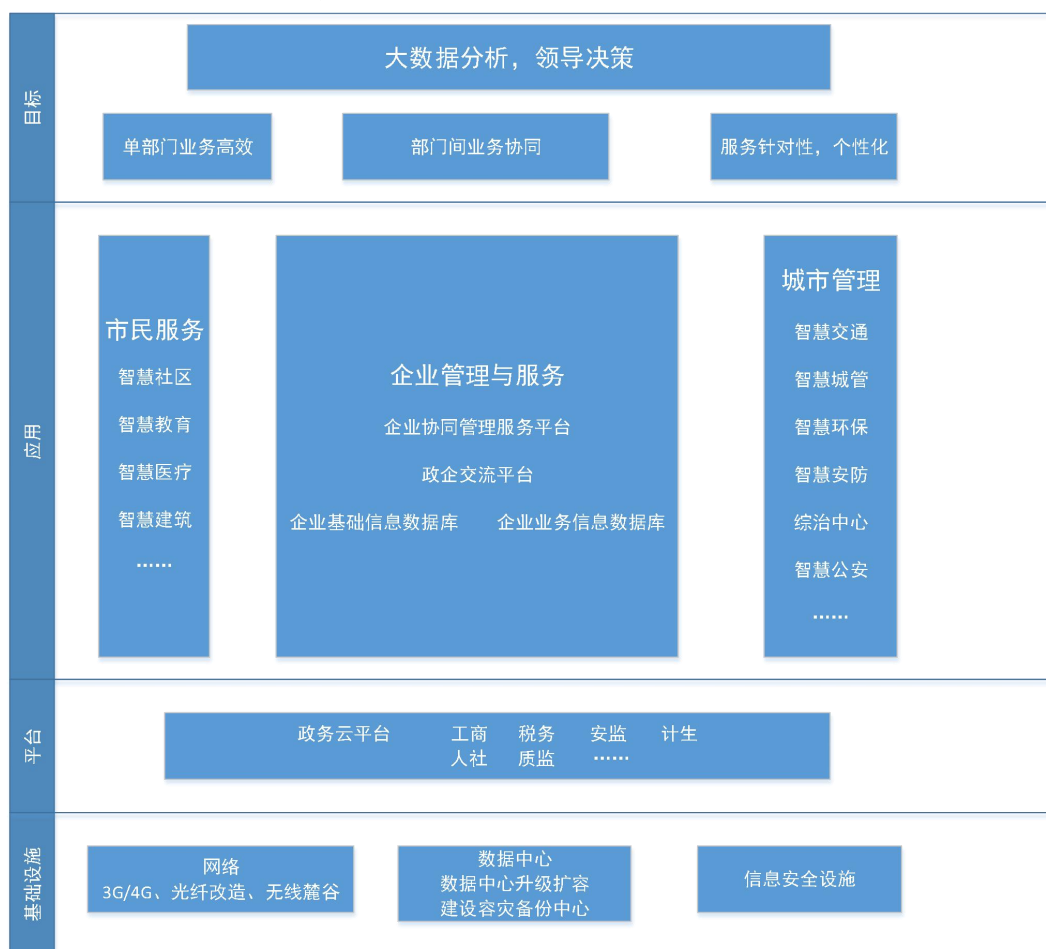 目标
大数据分析，领导决策
单部门业务高效
部门间业务协同
服务针对性，个性化
应用
市民服务
智慧社区
智慧教育
智慧医疗
智慧建筑
……
企业管理与服务
企业协同管理服务平台
政企交流平台
企业基础信息数据库 企业业务信息数据库
城市管理
智慧交通
智慧城管
智慧环保
智慧安防
综治中心
智慧公安
……
平台
政务云平台 工商 税务 安监 计生
人社 质监 ……
基础设施
网络
3G/4G、光纤改造、无线麓谷
数据中心
数据中心升级扩容
建设容灾备份中心
信息安全设施